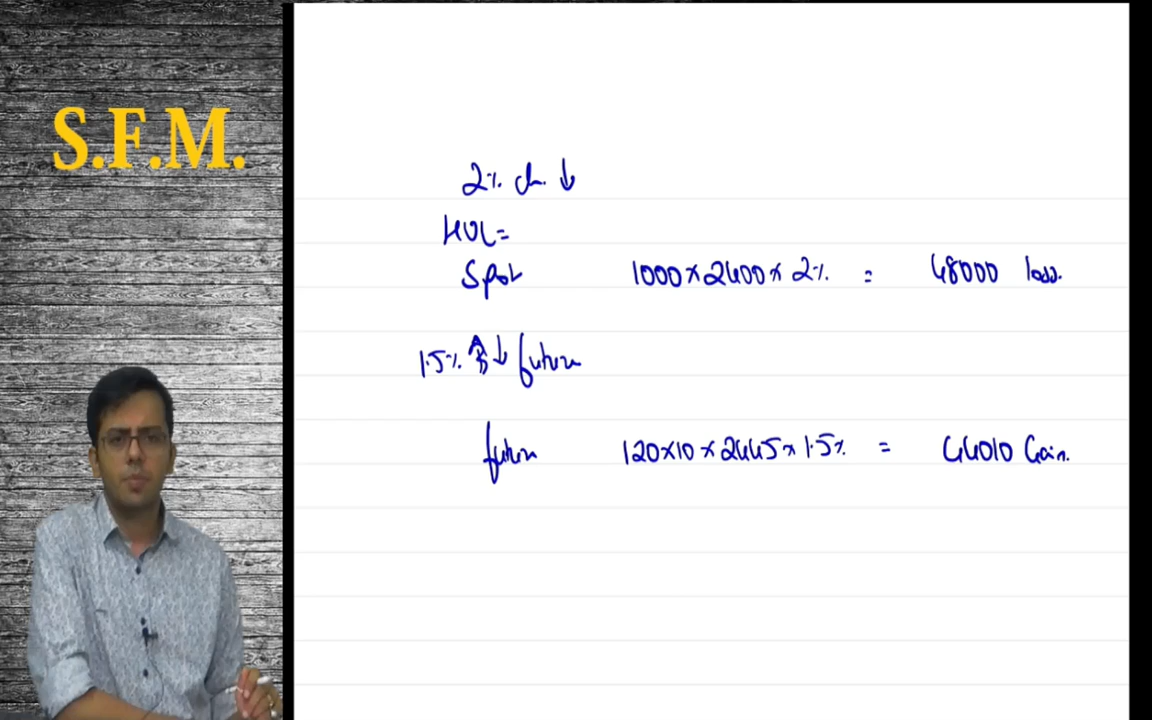 S.F.M.
2% ch. ↓
HUL=
Spot 1000×2400×2% = 48000 loss.
1.5% ↓ future
future 120×10×2445×1.5% = 44010 Gain.